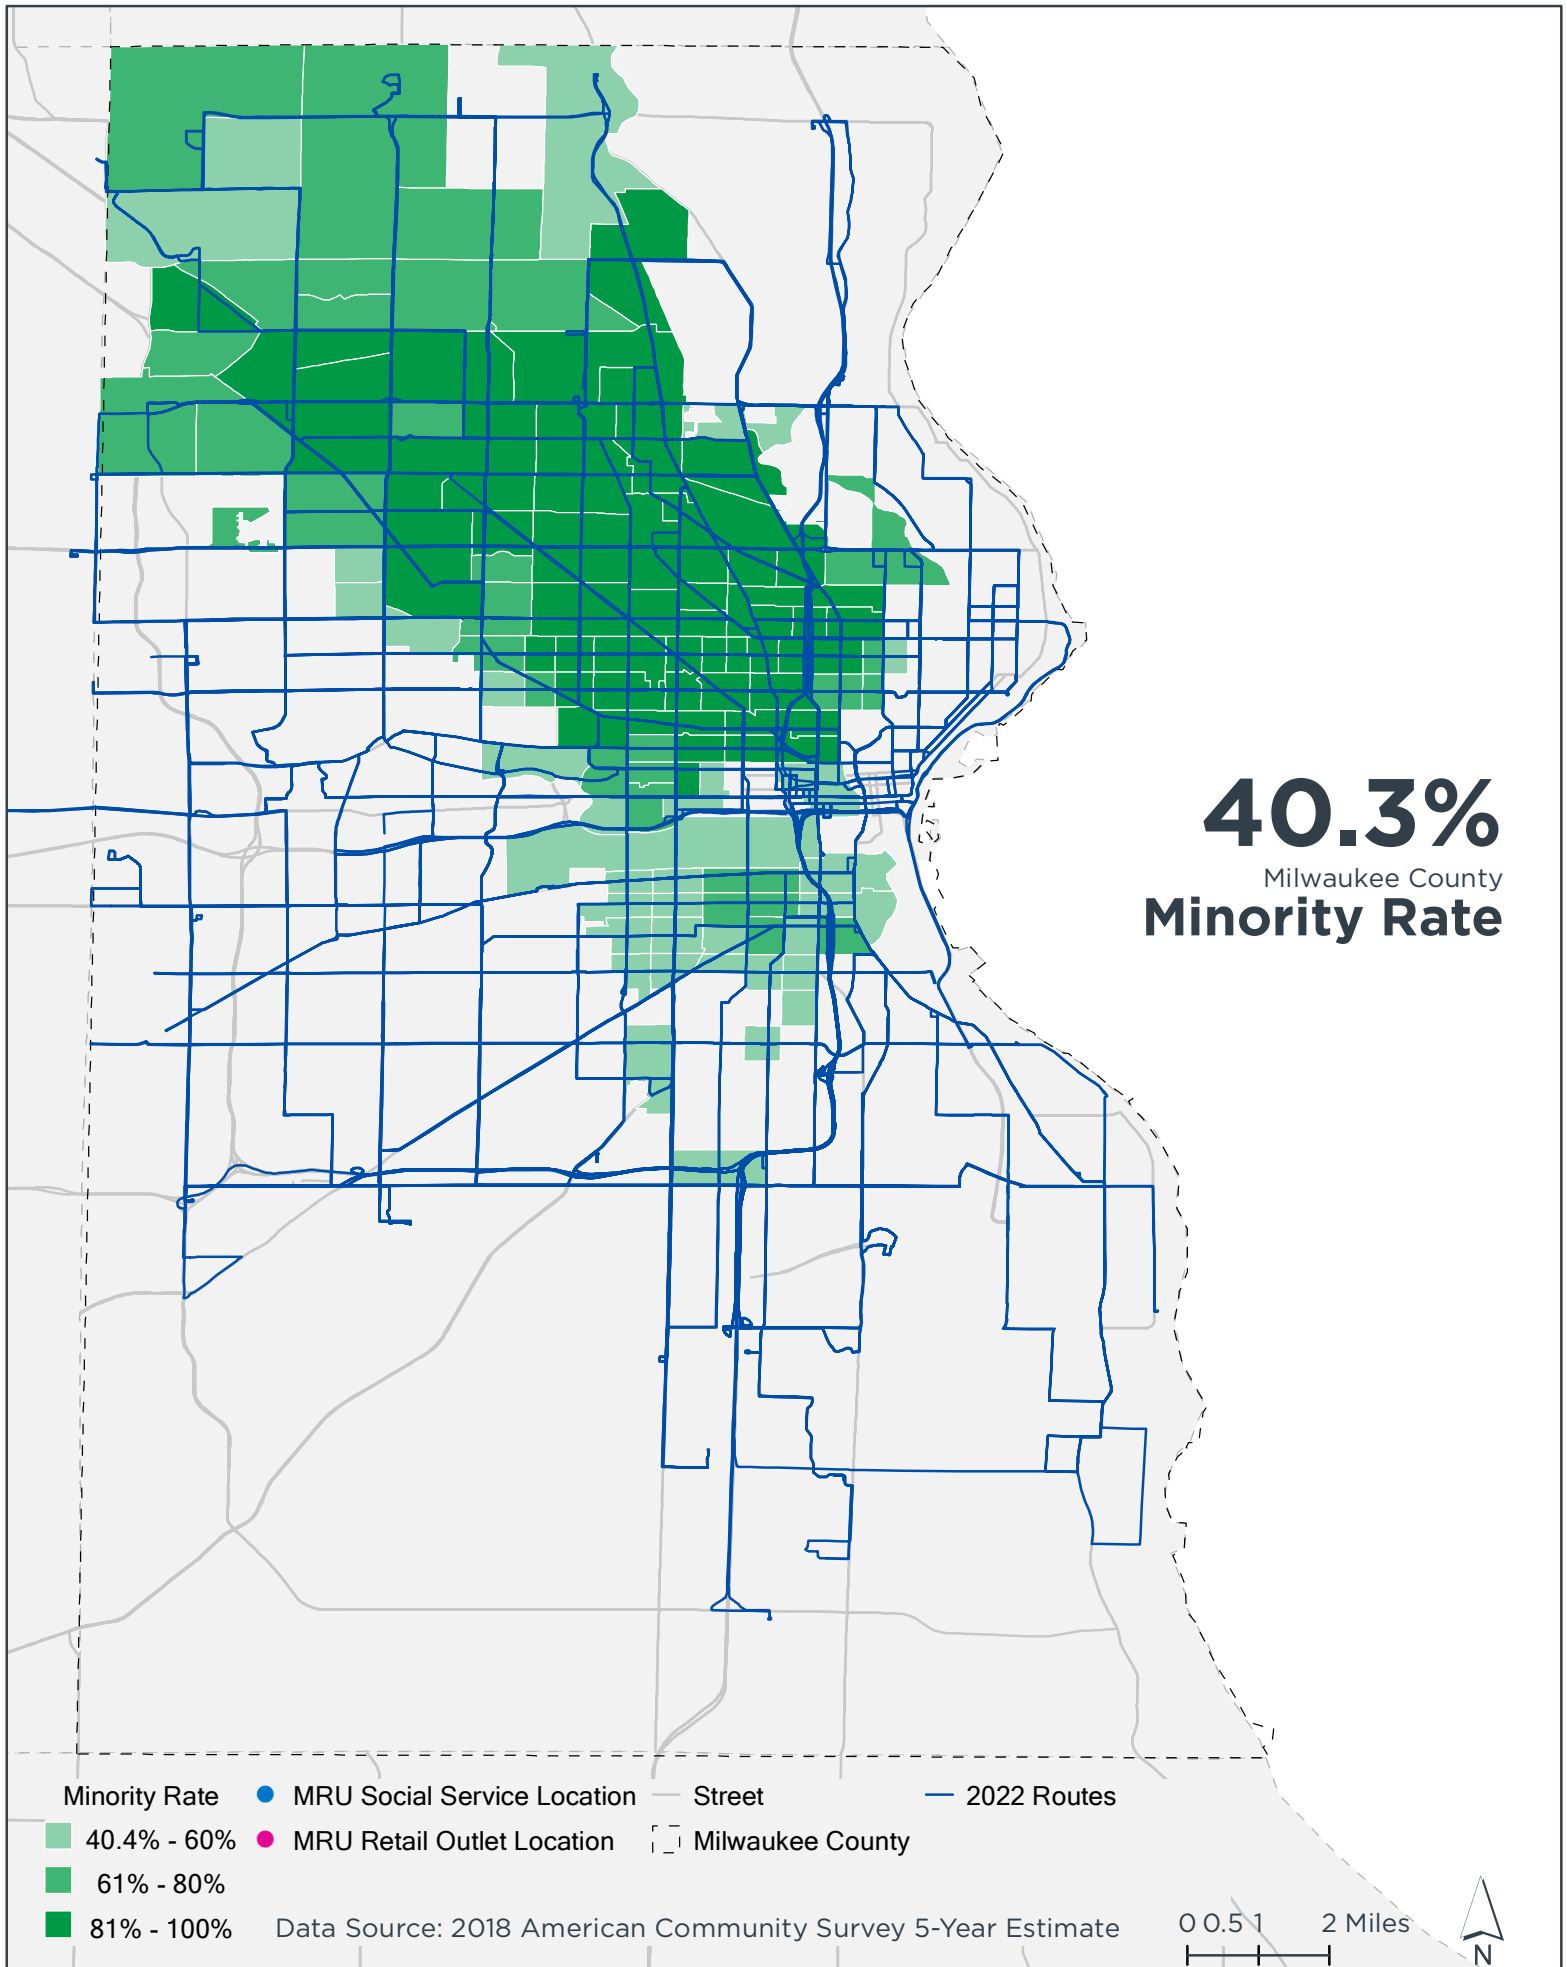 40.3%
Milwaukee County
Minority Rate
Minority Rate
MRU Social Service Location
Street
2022 Routes
40.4% - 60%
MRU Retail Outlet Location
Milwaukee County
61% - 80%
81% - 100%
Data Source: 2018 American Community Survey 5-Year Estimate
0 0.5 1 2 Miles
N